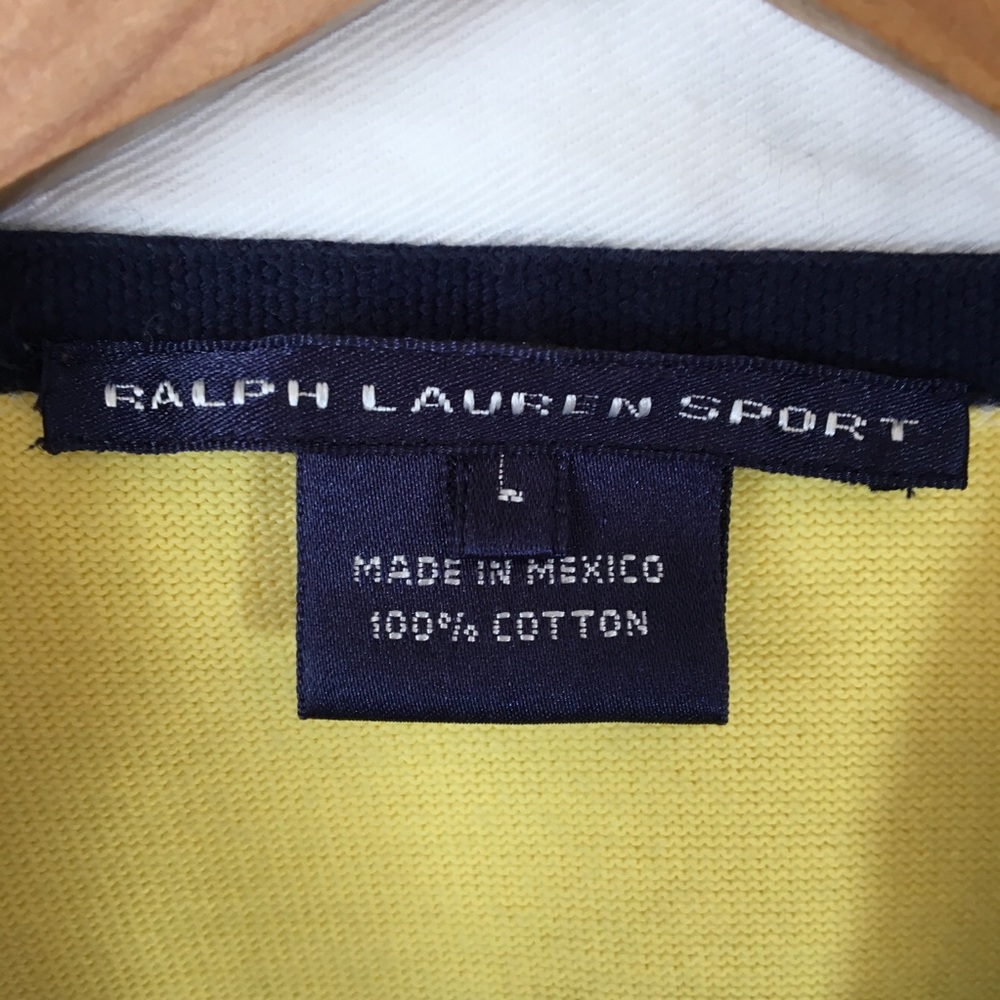 RALPH LAUREN SPORT
L
MADE IN MEXICO
100% COTTON